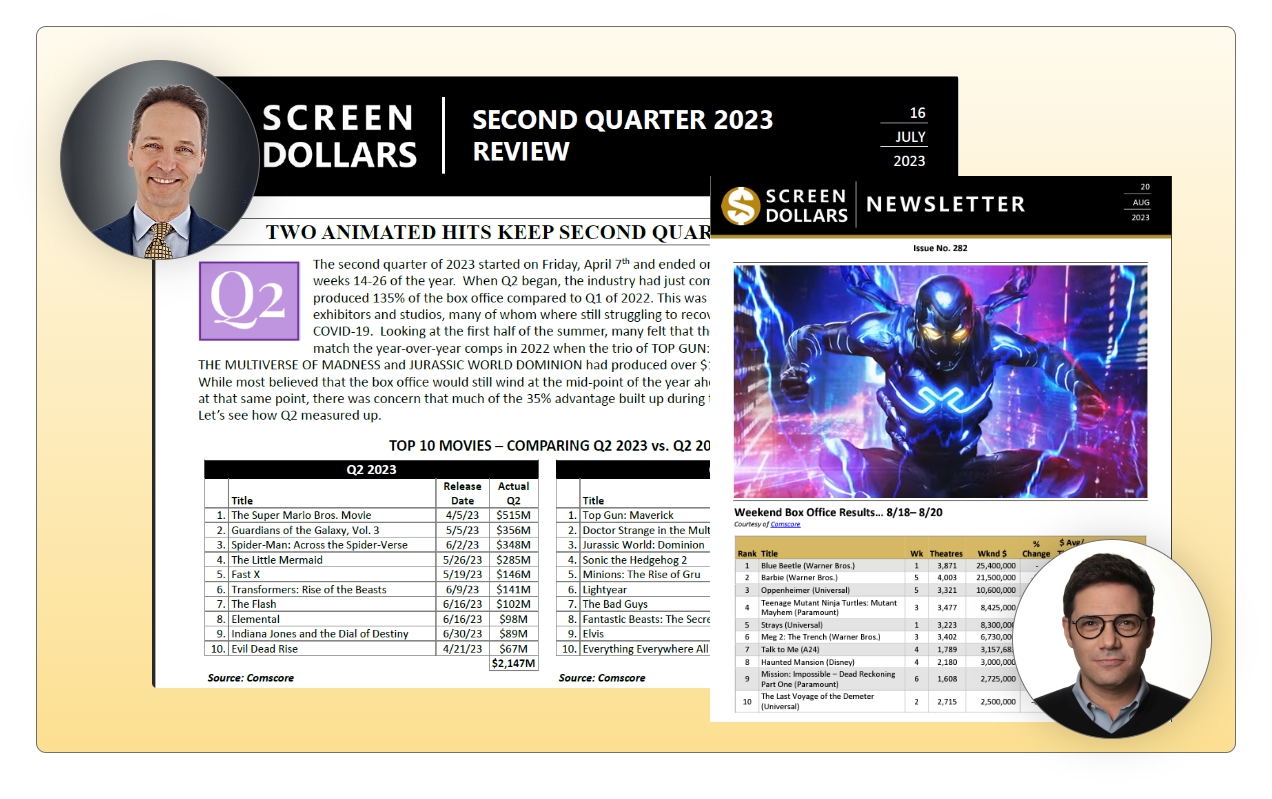 SCREEN
DOLLARS
SECOND QUARTER 2023
REVIEW
16
JULY
2023
TWO ANIMATED HITS KEEP SECOND QUAR
Q2
The second quarter of 2023 started on Friday, April 7th and ended o
weeks 14-26 of the year. When Q2 began, the industry had just co
produced 135% of the box office compared to Q1 of 2022. This was
exhibitors and studios, many of whom where still struggling to reco
COVID-19. Looking at the first half of the summer, many felt that th
match the year-over-year comps in 2022 when the trio of TOP GUN:
THE MULTIVERSE OF MADNESS and JURASSIC WORLD DOMINION had produced over $
While most believed that the box office would still wind at the mid-point of the year ah
at that same point, there was concern that much of the 35% advantage built up during
Let's see how Q2 measured up.
TOP 10 MOVIES – COMPARING Q2 2023 vs. Q2 20
Q2 2023
Title Release Date Actual Q2
1. The Super Mario Bros. Movie 4/5/23 $515M
2. Guardians of the Galaxy, Vol. 3 5/5/23 $356M
3. Spider-Man: Across the Spider-Verse 6/2/23 $348M
4. The Little Mermaid 5/26/23 $285M
5. Fast X 5/19/23 $146M
6. Transformers: Rise of the Beasts 6/9/23 $141M
7. The Flash 6/16/23 $102M
8. Elemental 6/16/23 $98M
9. Indiana Jones and the Dial of Destiny 6/30/23 $89M
10. Evil Dead Rise 4/21/23 $67M
$2,147M
Source: Comscore
Title
1. Top Gun: Maverick
2. Doctor Strange in the Mult
3. Jurassic World: Dominion
4. Sonic the Hedgehog 2
5. Minions: The Rise of Gru
6. Lightyear
7. The Bad Guys
8. Fantastic Beasts: The Secre
9. Elvis
10. Everything Everywhere All
Source: Comscore
SCREEN
DOLLARS
NEWSLETTER
20
AUG
2023
Issue No. 282
Weekend Box Office Results... 8/18– 8/20
Courtesy of Comscore
Rank Title Wk Theatres Wknd $ % Change $ Avg/
1 Blue Beetle (Warner Bros.) 1 3,871 25,400,000 -
2 Barbie (Warner Bros.) 5 4,003 21,500,000
3 Oppenheimer (Universal) 5 3,321 10,600,000
4 Teenage Mutant Ninja Turtles: Mutant
Mayhem (Paramount) 3 3,477 8,425,000
5 Strays (Universal) 1 3,223 8,300,000
6 Meg 2: The Trench (Warner Bros.) 3 3,402 6,730,00
7 Talk to Me (A24) 4 1,789 3,157,68
8 Haunted Mansion (Disney) 4 2,180 3,000,000
9 Mission: Impossible – Dead Reckoning
Part One (Paramount) 6 1,608 2,725,000
10 The Last Voyage of the Demeter
(Universal) 2 2,715 2,500,000